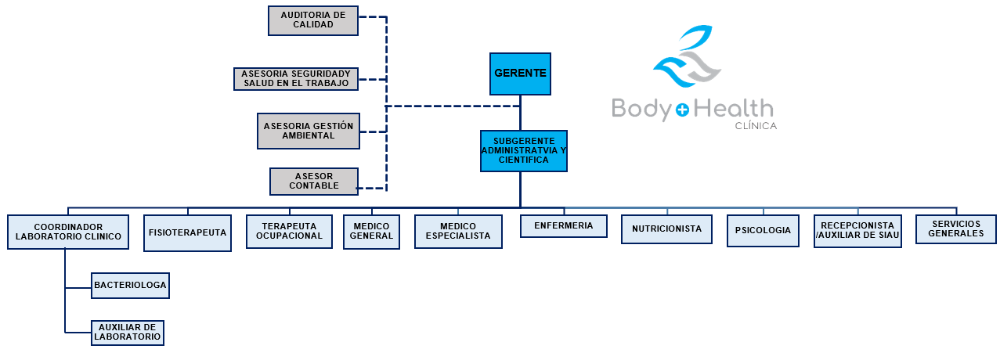 AUDITORIA DE
CALIDAD
ASESORIA SEGURIDADY
SALUD EN EL TRABAJO
ASESORIA GESTIÓN
AMBIENTAL
ASESOR
CONTABLE
GERENTE
SUBGERENTE
ADMINISTRATVIA Y
CIENTIFICA
Body+Health
CLÍNICA
COORDINADOR
LABORATORIO CLINICO
FISIOTERAPEUTA
TERAPEUTA
OCUPACIONAL
MEDICO
GENERAL
MEDICO
ESPECIALISTA
ENFERMERIA
NUTRICIONISTA
PSICOLOGIA
RECEPCIONISTA
/AUXILIAR DE SIAU
SERVICIOS
GENERALES
BACTERIOLOGA
AUXILIAR DE
LABORATORIO